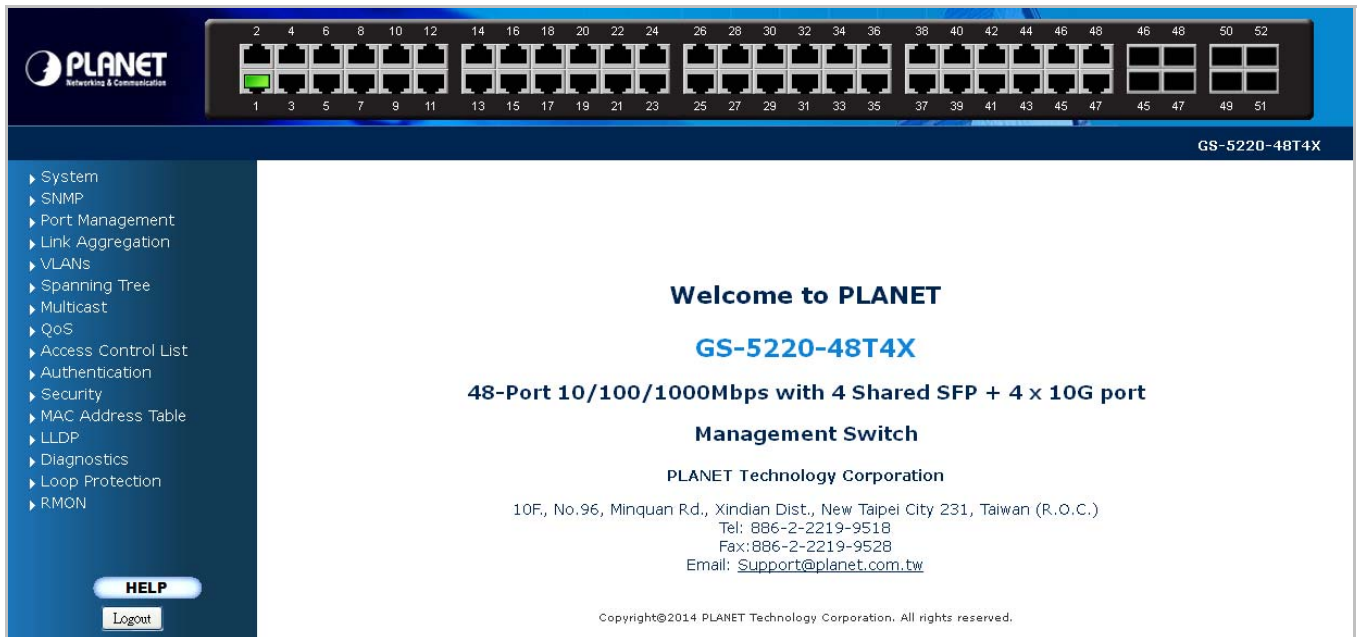 PLANET
Networking & Communication
2 4 6 8 10 12 14 16 18 20 22 24 26 28 30 32 34 36 38 40 42 44 46 48 46 48 50 52
1 3 5 7 9 11 13 15 17 19 21 23 25 27 29 31 33 35 37 39 41 43 45 47 45 47 49 51
GS-5220-48T4X
System
SNMP
Port Management
Link Aggregation
VLANs
Spanning Tree
Multicast
QoS
Access Control List
Authentication
Security
MAC Address Table
LLDP
Diagnostics
Loop Protection
RMON
HELP
Logout
Welcome to PLANET
GS-5220-48T4X
48-Port 10/100/1000Mbps with 4 Shared SFP + 4 x 10G port
Management Switch
PLANET Technology Corporation
10F., No.96, Minquan Rd., Xindian Dist., New Taipei City 231, Taiwan (R.O.C.)
Tel: 886-2-2219-9518
Fax:886-2-2219-9528
Email: Support@planet.com.tw
Copyright©2014 PLANET Technology Corporation. All rights reserved.